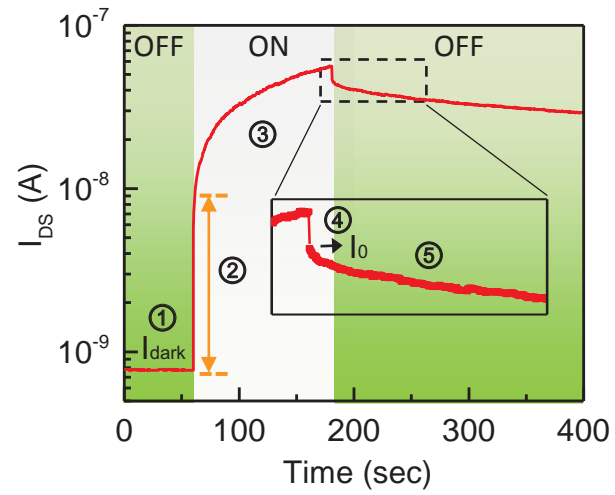 OFF ON OFF
10⁻⁷
10⁻⁸
10⁻⁹
I_DS (A)
③
②
①
I_dark
④
I₀
⑤
0 100 200 300 400
Time (sec)